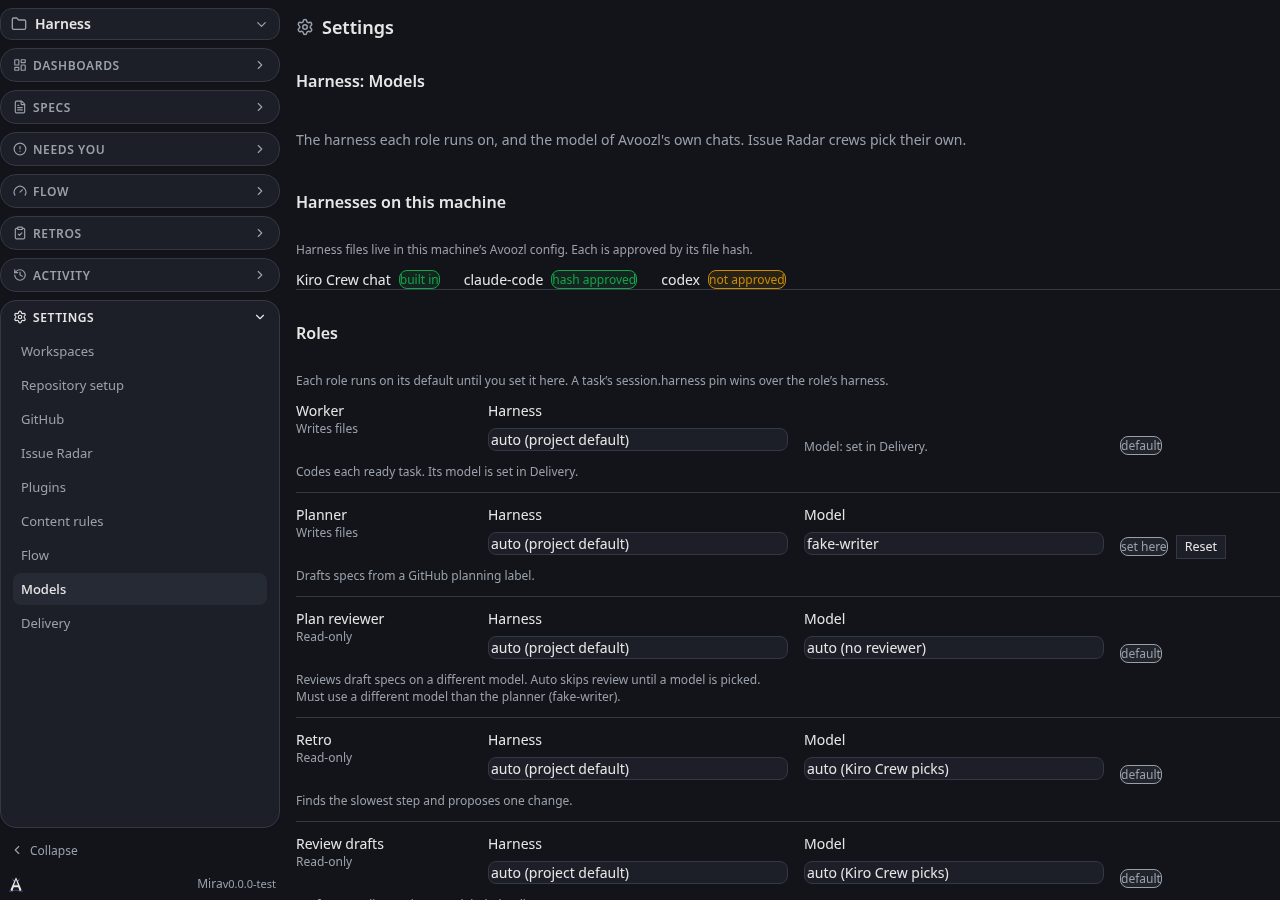 Harness
DASHBOARDS
SPECS
NEEDS YOU
FLOW
RETROS
ACTIVITY
SETTINGS
Workspaces
Repository setup
GitHub
Issue Radar
Plugins
Content rules
Flow
Models
Delivery
Collapse
Mirav0.0.0-test
Settings
Harness: Models
The harness each role runs on, and the model of Avoozl's own chats. Issue Radar crews pick their own.
Harnesses on this machine
Harness files live in this machine’s Avoozl config. Each is approved by its file hash.
Kiro Crew chat built in claude-code hash approved codex not approved
Roles
Each role runs on its default until you set it here. A task’s session.harness pin wins over the role’s harness.
Worker Harness
Writes files
auto (project default) Model: set in Delivery. default
Codes each ready task. Its model is set in Delivery.
Planner Harness Model
Writes files
auto (project default) fake-writer set here Reset
Drafts specs from a GitHub planning label.
Plan reviewer Harness Model
Read-only
auto (project default) auto (no reviewer) default
Reviews draft specs on a different model. Auto skips review until a model is picked.
Must use a different model than the planner (fake-writer).
Retro Harness Model
Read-only
auto (project default) auto (Kiro Crew picks) default
Finds the slowest step and proposes one change.
Review drafts Harness Model
Read-only
auto (project default) auto (Kiro Crew picks) default